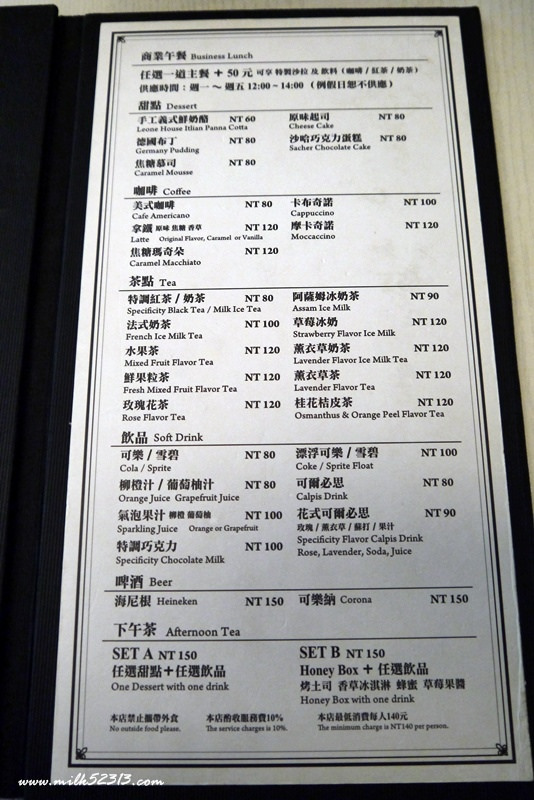 商業午餐 Business Lunch
任選一道主餐 + 50 元 可享 特製沙拉 及 飲料 ( 咖啡 / 紅茶 / 奶茶 )
供應時間：週一 ～ 週五 12:00 ~ 14:00 ( 例假日恕不供應 )
甜點 Dessert
手工義式鮮奶酪 NT 60
Leone House Itlian Panna Cotta
原味起司 NT 80
Cheese Cake
德國布丁 NT 80
Germany Pudding
沙哈巧克力蛋糕 NT 80
Sacher Chocolate Cake
焦糖慕司 NT 80
Caramel Mousse
咖啡 Coffee
美式咖啡 NT 80
Cafe Americano
卡布奇諾 NT 100
Cappuccino
拿鐵 原味 焦糖 香草 NT 120
Latte Original Flavor, Caramel or Vanilla
摩卡奇諾 NT 120
Moccaccino
焦糖瑪奇朵 NT 120
Caramel Macchiato
茶點 Tea
特調紅茶 / 奶茶 NT 80
Specificity Black Tea / Milk Ice Tea
阿薩姆冰奶茶 NT 90
Assam Ice Milk
法式奶茶 NT 100
French Ice Milk Tea
草莓冰奶 NT 120
Strawberry Flavor Ice Milk
水果茶 NT 120
Mixed Fruit Flavor Tea
薰衣草奶茶 NT 120
Lavender Flavor Ice Milk Tea
鮮果粒茶 NT 120
Fresh Mixed Fruit Flavor Tea
薰衣草茶 NT 120
Lavender Flavor Tea
玫瑰花茶 NT 120
Rose Flavor Tea
桂花桔皮茶 NT 120
Osmanthus & Orange Peel Flavor Tea
飲品 Soft Drink
可樂 / 雪碧 NT 80
Cola / Sprite
漂浮可樂 / 雪碧 NT 100
Coke / Sprite Float
柳橙汁 / 葡萄柚汁 NT 80
Orange Juice Grapefruit Juice
可爾必思 NT 80
Calpis Drink
氣泡果汁 柳橙 葡萄柚 NT 100
Sparkling Juice Orange or Grapefruit
花式可爾必思 NT 90
玫瑰 / 薰衣草 / 蘇打 / 果汁
Specificity Flavor Calpis Drink
Rose, Lavender, Soda, Juice
特調巧克力 NT 100
Specificity Chocolate Milk
啤酒 Beer
海尼根 Heineken NT 150
可樂納 Corona NT 150
下午茶 Afternoon Tea
SET A NT 150
任選甜點＋任選飲品
One Dessert with one drink
SET B NT 150
Honey Box ＋ 任選飲品
烤土司 香草冰淇淋 蜂蜜 草莓果醬
Honey Box with one drink
本店禁止攜帶外食
No outside food please.
本店酌收服務費10%
The service charges is 10%.
本店最低消費每人140元
The minimum charge is NT140 per person.
www.milk52313.com